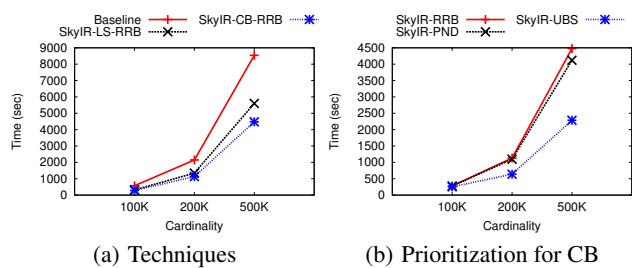 Baseline
SkyIR-LS-RRB
SkyIR-CB-RRB
Time (sec)
9000
8000
7000
6000
5000
4000
3000
2000
1000
0
100K 200K 500K
Cardinality
(a) Techniques
SkyIR-RRB
SkyIR-PND
SkyIR-UBS
Time (sec)
4500
4000
3500
3000
2500
2000
1500
1000
500
0
100K 200K 500K
Cardinality
(b) Prioritization for CB